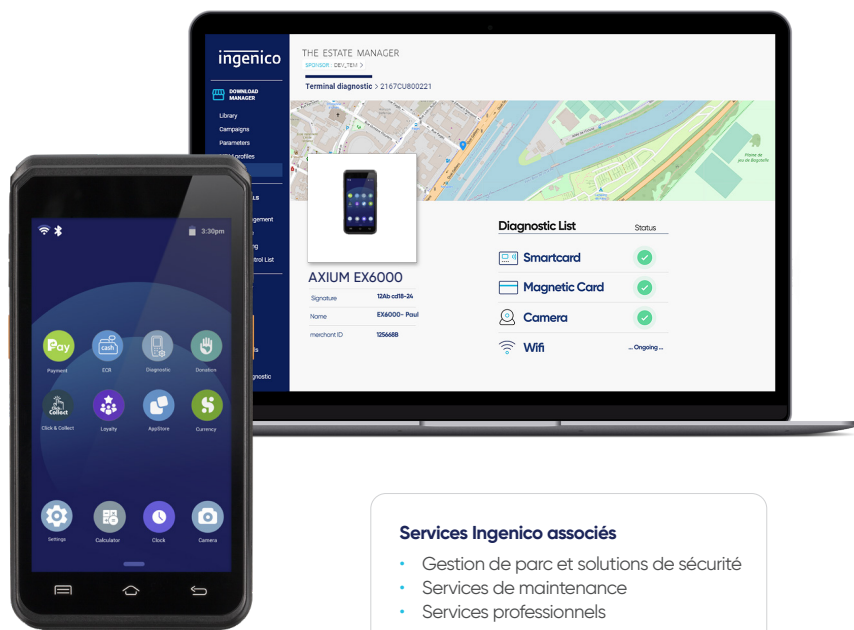 ingenico
THE ESTATE MANAGER
SPONSOR : DEV_TEM >
Terminal diagnostic > 2167CU800221
DOWNLOAD
MANAGER
Library
Campaigns
Parameters
profiles
3:30pm
Pay
cash
Payment
ECR
Diagnostic
Donation
Click & Collect
Loyalty
AppStore
Currency
Settings
Calculator
Clock
Camera
AXIUM EX6000
Signature 12Ab cd18-24
Name EX6000- Paul
merchant ID 125668B
Diagnostic List Status
Smartcard
Magnetic Card
Camera
Wifi ... Ongoing ...
Services Ingenico associés
• Gestion de parc et solutions de sécurité
• Services de maintenance
• Services professionnels